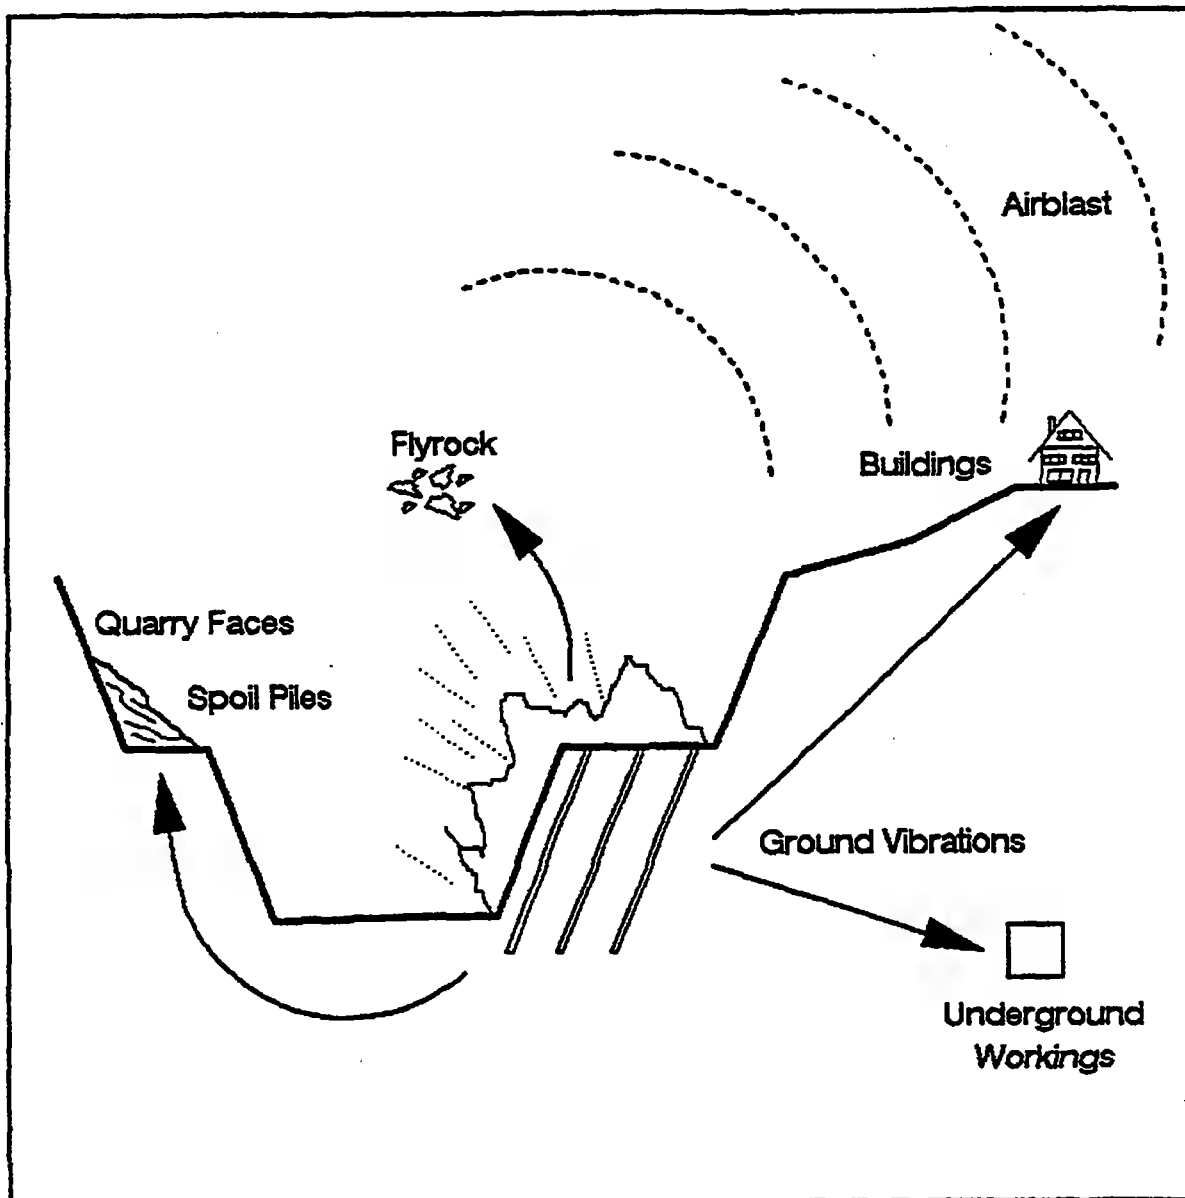 Airblast
Flyrock
Buildings
Quarry Faces
Spoil Piles
Ground Vibrations
Underground
Workings